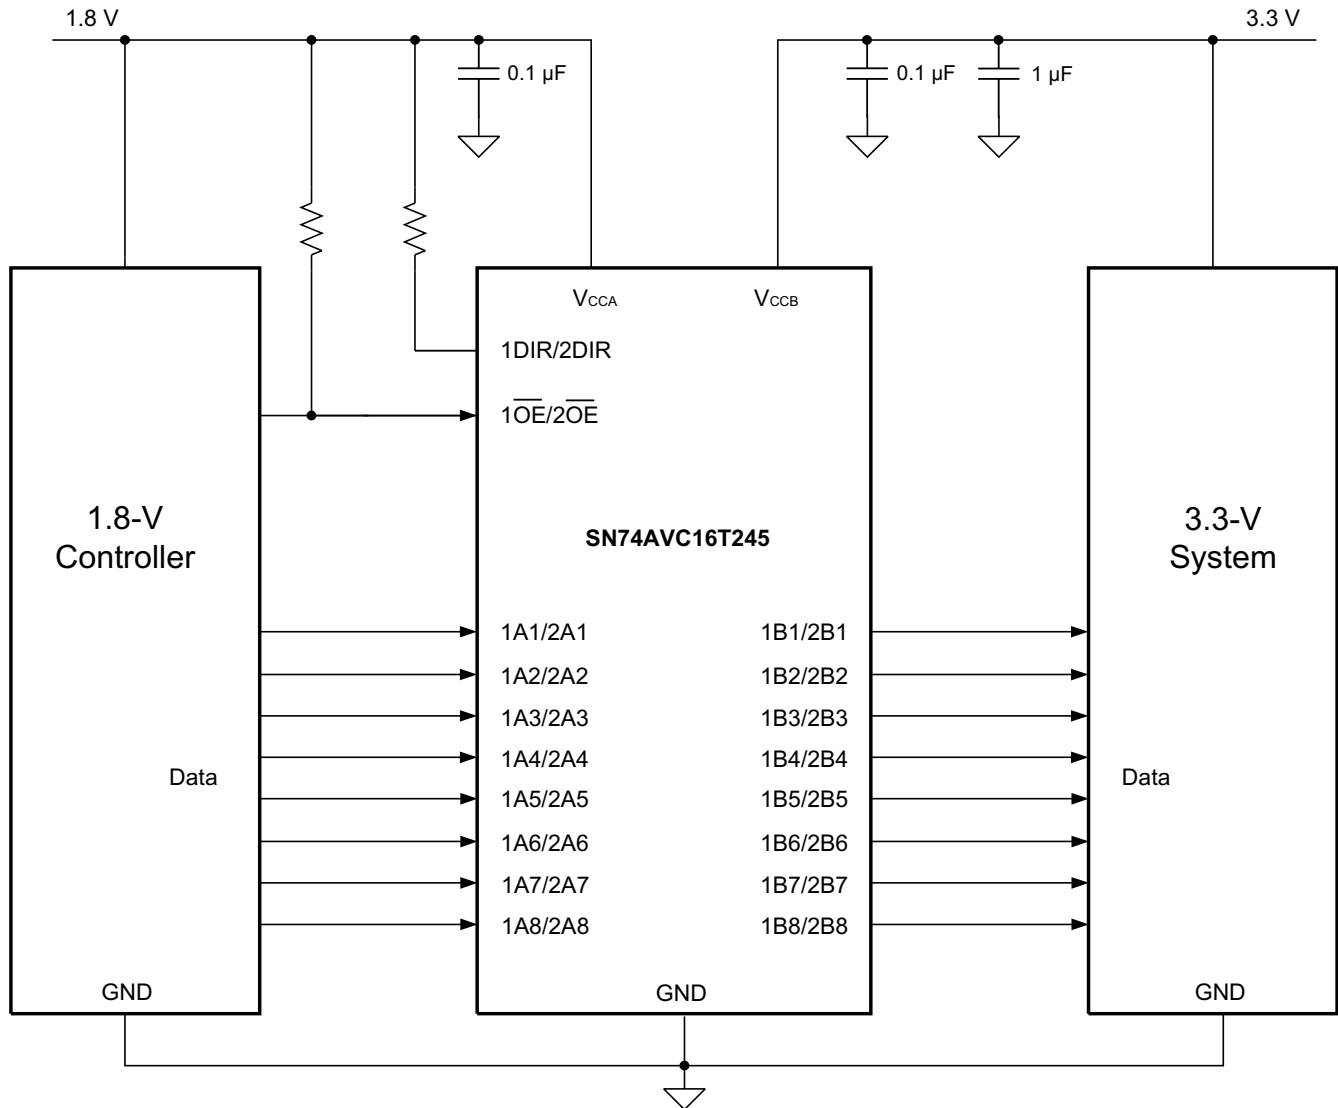 1.8 V
3.3 V
0.1 µF
0.1 µF
1 µF
VCCA
VCCB
1DIR/2DIR
1O̅E̅/2O̅E̅
1.8-V
Controller
SN74AVC16T245
3.3-V
System
1A1/2A1
1B1/2B1
1A2/2A2
1B2/2B2
1A3/2A3
1B3/2B3
1A4/2A4
1B4/2B4
Data
Data
1A5/2A5
1B5/2B5
1A6/2A6
1B6/2B6
1A7/2A7
1B7/2B7
1A8/2A8
1B8/2B8
GND
GND
GND